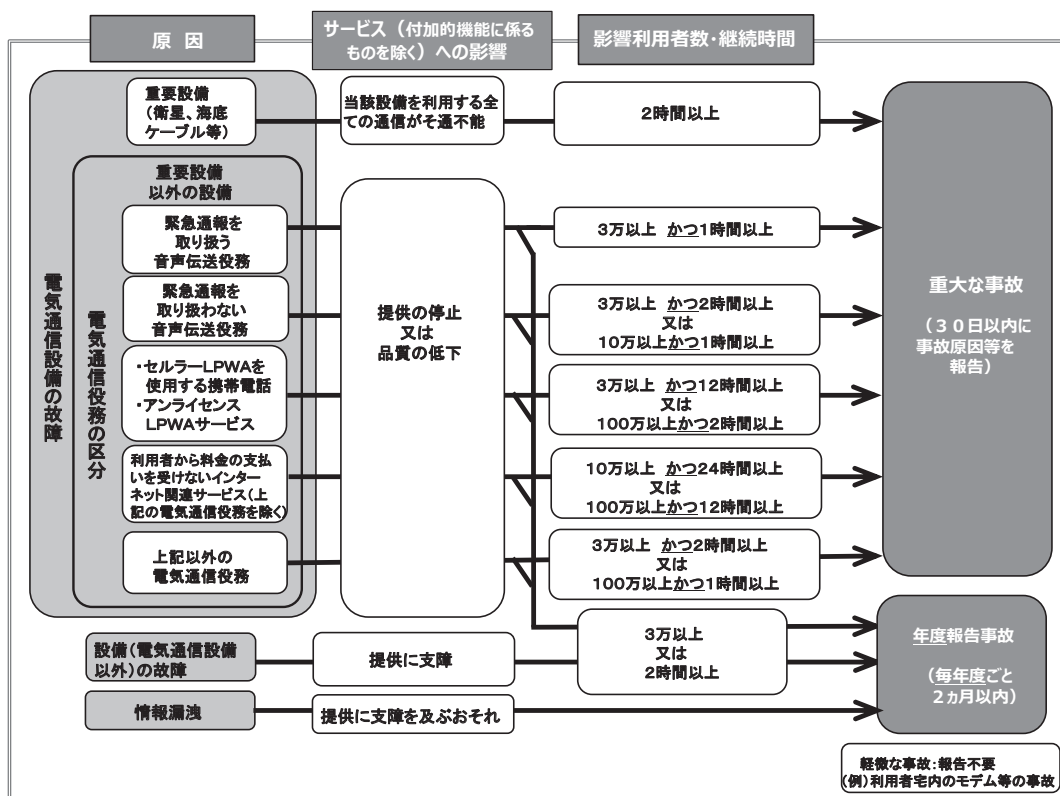 原 因
サービス（付加的機能に係る
ものを除く）への影響
影響利用者数・継続時間
重要設備
（衛星、海底
ケーブル等）
当該設備を利用する全
ての通信がそ通不能
2時間以上
重要設備
以外の設備
緊急通報を
取り扱う
音声伝送役務
3万以上 かつ1時間以上
緊急通報を
取り扱わない
音声伝送役務
3万以上 かつ2時間以上
又は
10万以上かつ1時間以上
・セルラーLPWAを
使用する携帯電話
・アンライセンス
LPWAサービス
3万以上 かつ12時間以上
又は
100万以上かつ2時間以上
利用者から料金の支払
いを受けないインター
ネット関連サービス（上
記の電気通信役務を除く）
10万以上 かつ24時間以上
又は
100万以上かつ12時間以上
上記以外の
電気通信役務
3万以上 かつ2時間以上
又は
100万以上かつ1時間以上
電気通信設備の故障
電気通信役務の区分
提供の停止
又は
品質の低下
重大な事故
（３０日以内に
事故原因等を
報告）
設備（電気通信設備
以外）の故障
提供に支障
3万以上
又は
2時間以上
情報漏洩
提供に支障を及ぶおそれ
年度報告事故
（毎年度ごと
２ヵ月以内）
軽微な事故：報告不要
（例）利用者宅内のモデム等の事故